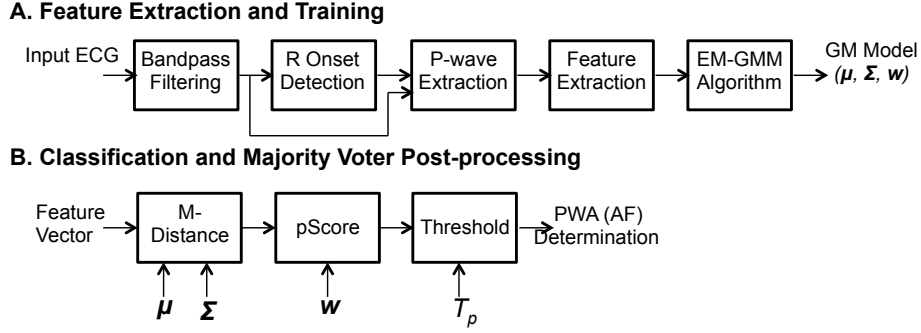 A. Feature Extraction and Training
Input ECG
Bandpass
Filtering
R Onset
Detection
P-wave
Extraction
Feature
Extraction
EM-GMM
Algorithm
GM Model
(μ, Σ, w)
B. Classification and Majority Voter Post-processing
Feature
Vector
M-
Distance
pScore
Threshold
PWA (AF)
Determination
μ
Σ
w
Tp